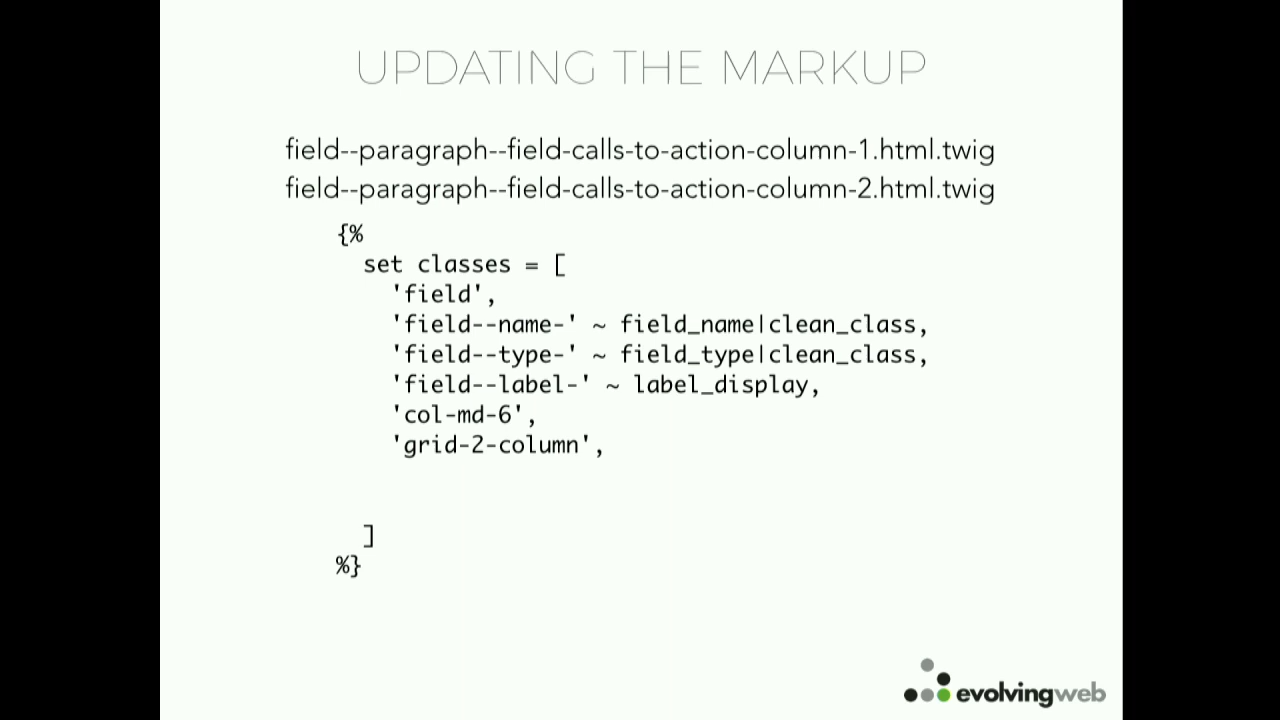 UPDATING THE MARKUP
field--paragraph--field-calls-to-action-column-1.html.twig
field--paragraph--field-calls-to-action-column-2.html.twig
{%
  set classes = [
    'field',
    'field--name-' ~ field_name|clean_class,
    'field--type-' ~ field_type|clean_class,
    'field--label-' ~ label_display,
    'col-md-6',
    'grid-2-column',
  ]
%}
evolvingweb